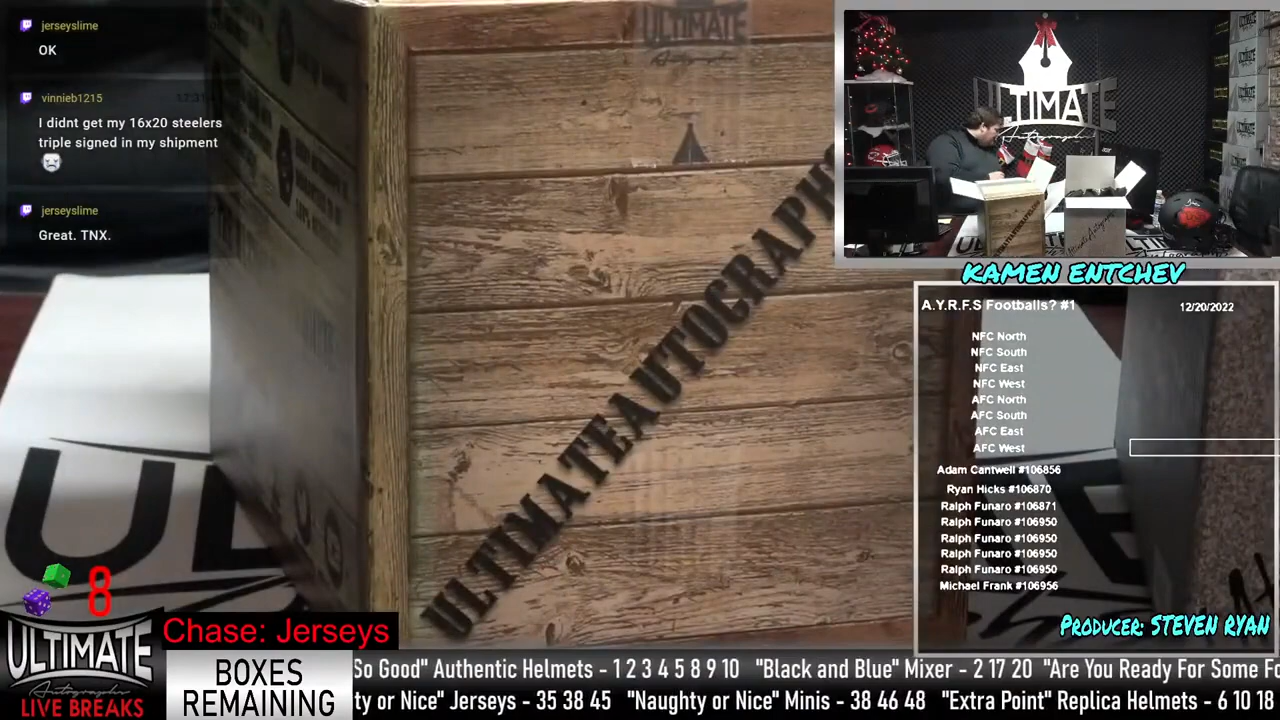 jerseyslime
OK
vinnieb1215
I didnt get my 16x20 steelers
triple signed in my shipment
jerseyslime
Great. TNX.
ULTIMATE
ULTIMATEAUTOGRAPHS
KAMEN ENTCHEV
A.Y.R.F.S Footballs? #1
12/20/2022
NFC North
NFC South
NFC East
NFC West
AFC North
AFC South
AFC East
AFC West
Adam Cantwell #106856
Ryan Hicks #106870
Ralph Funaro #106871
Ralph Funaro #106950
Ralph Funaro #106950
Ralph Funaro #106950
Ralph Funaro #106950
Michael Frank #106956
Producer: STEVEN RYAN
8
ULTIMATE
Autographs
LIVE BREAKS
Chase: Jerseys
BOXES
REMAINING
So Good" Authentic Helmets - 1 2 3 4 5 8 9 10 "Black and Blue" Mixer - 2 17 20 "Are You Ready For Some Fo
ty or Nice" Jerseys - 35 38 45 "Naughty or Nice" Minis - 38 46 48 "Extra Point" Replica Helmets - 6 10 18